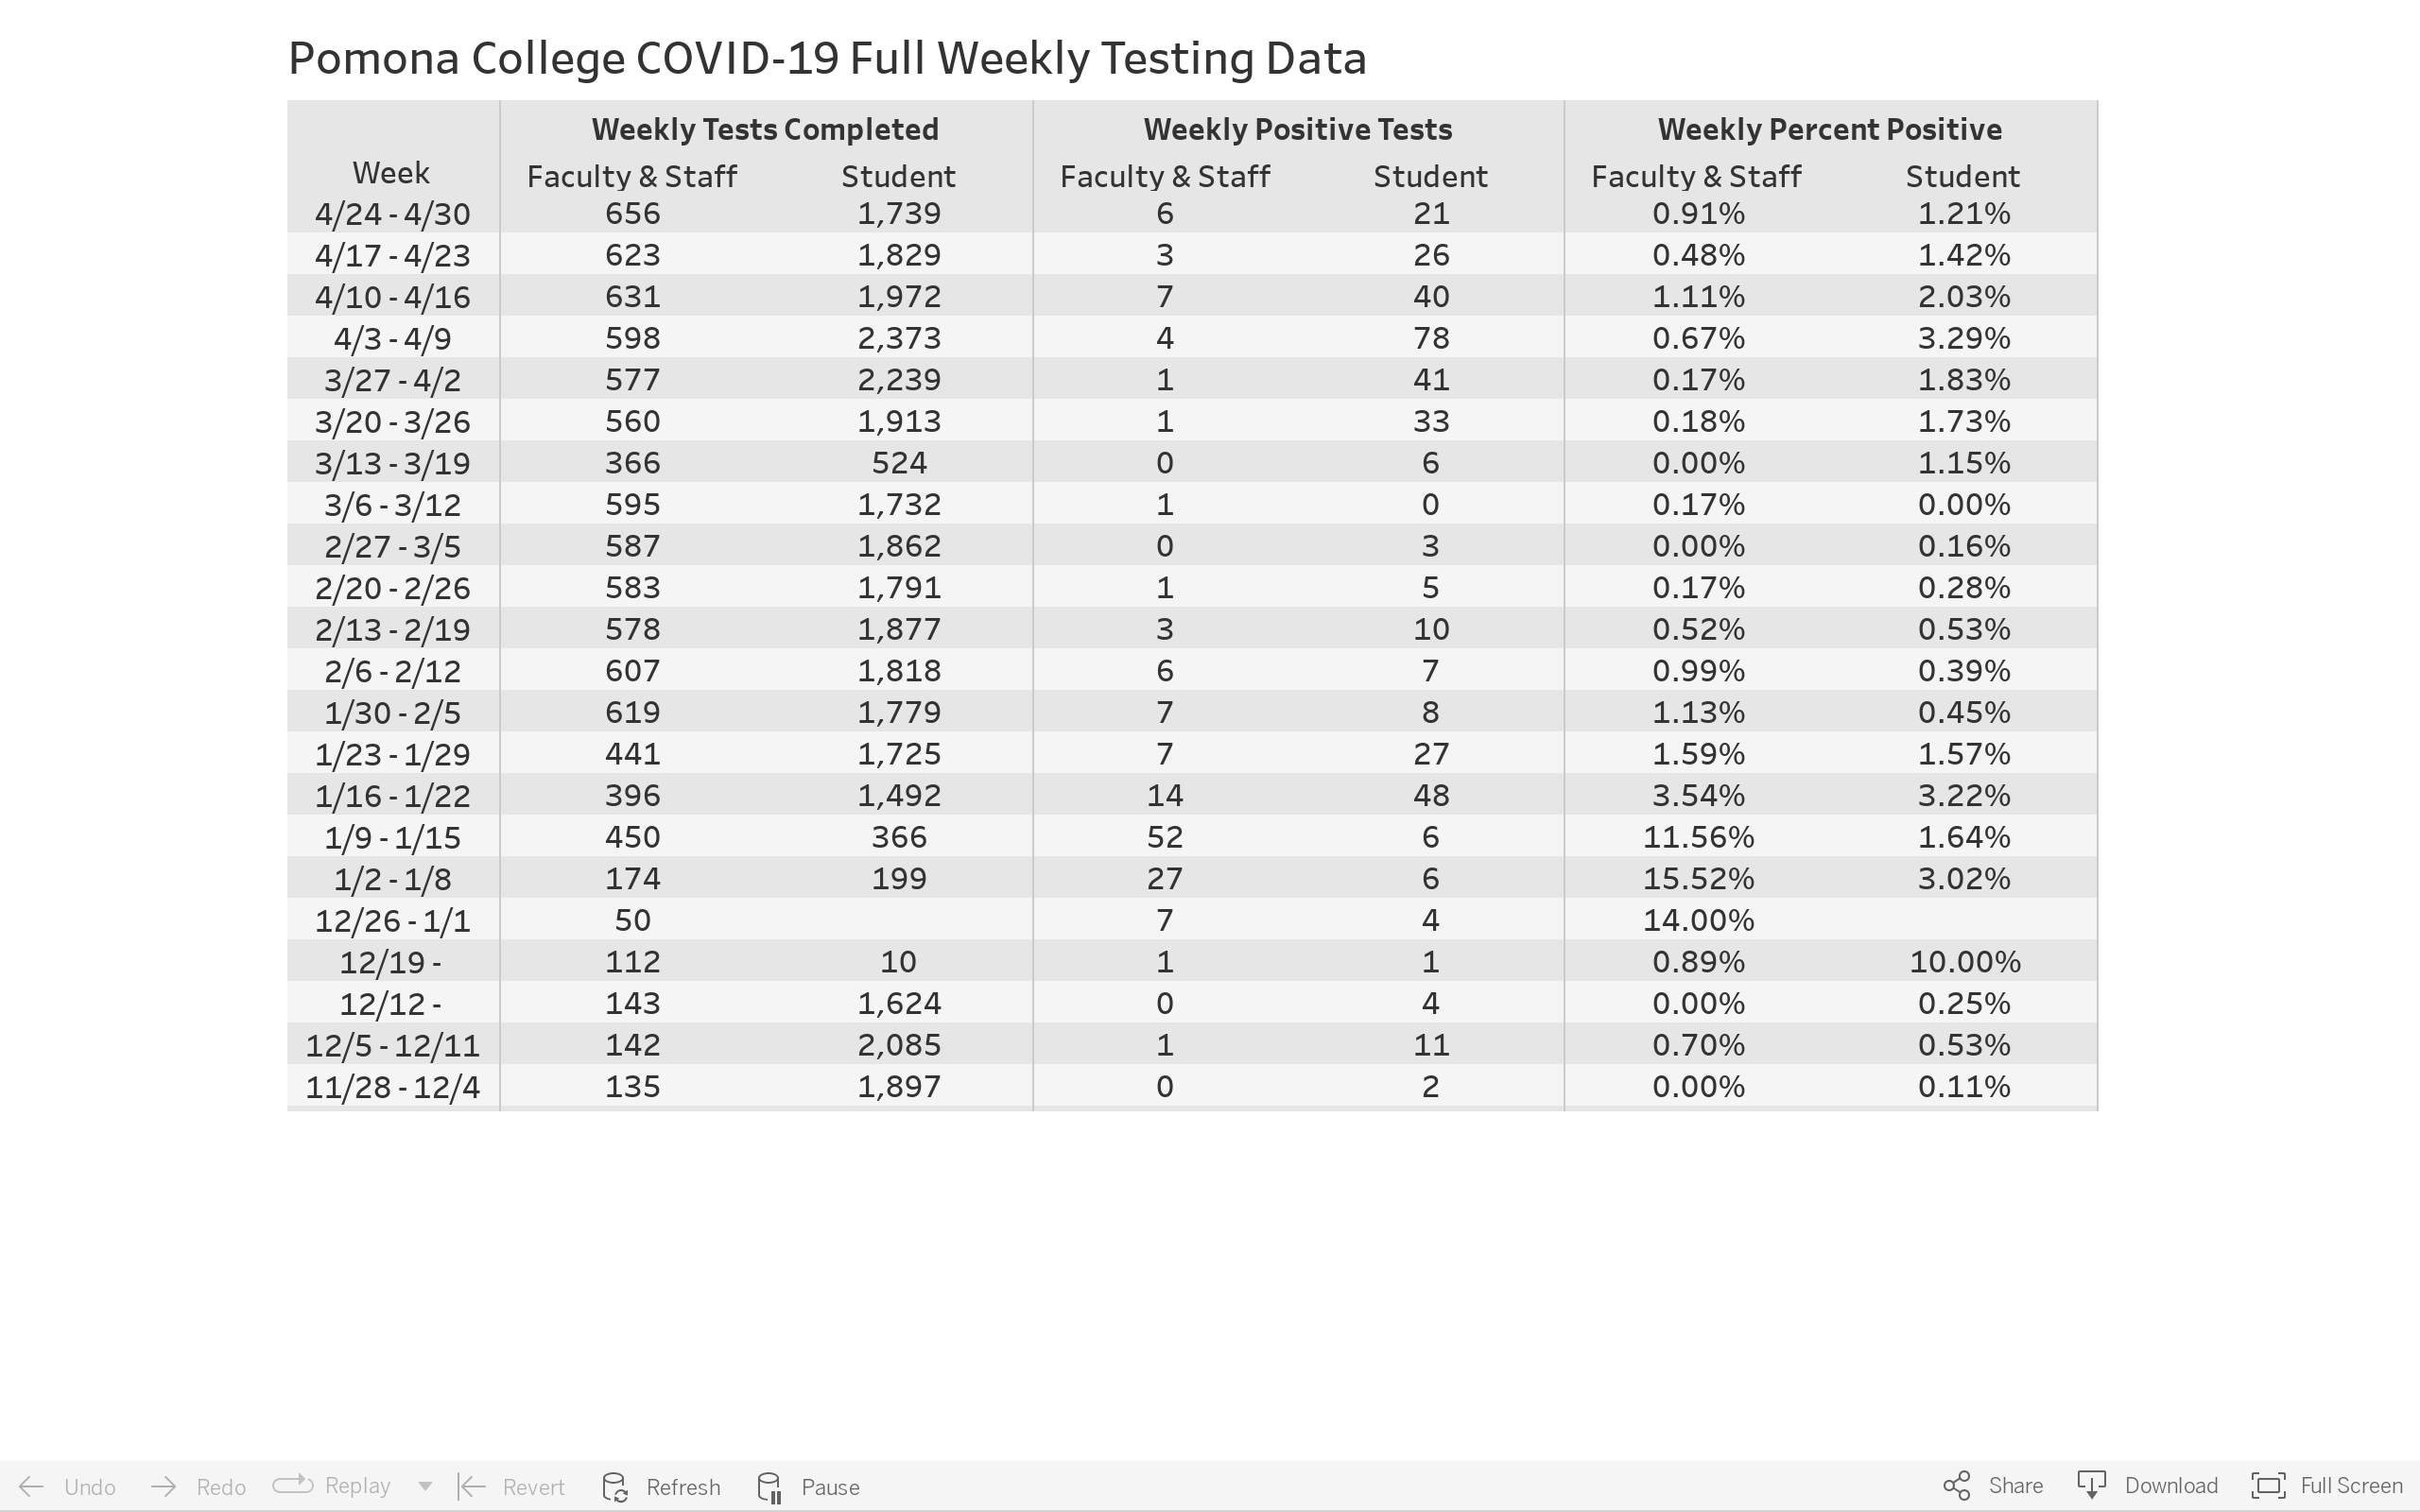 Pomona College COVID-19 Full Weekly Testing Data
Weekly Tests Completed Weekly Positive Tests Weekly Percent Positive
Week Faculty & Staff Student Faculty & Staff Student Faculty & Staff Student
4/24 - 4/30 656 1,739 6 21 0.91% 1.21%
4/17 - 4/23 623 1,829 3 26 0.48% 1.42%
4/10 - 4/16 631 1,972 7 40 1.11% 2.03%
4/3 - 4/9 598 2,373 4 78 0.67% 3.29%
3/27 - 4/2 577 2,239 1 41 0.17% 1.83%
3/20 - 3/26 560 1,913 1 33 0.18% 1.73%
3/13 - 3/19 366 524 0 6 0.00% 1.15%
3/6 - 3/12 595 1,732 1 0 0.17% 0.00%
2/27 - 3/5 587 1,862 0 3 0.00% 0.16%
2/20 - 2/26 583 1,791 1 5 0.17% 0.28%
2/13 - 2/19 578 1,877 3 10 0.52% 0.53%
2/6 - 2/12 607 1,818 6 7 0.99% 0.39%
1/30 - 2/5 619 1,779 7 8 1.13% 0.45%
1/23 - 1/29 441 1,725 7 27 1.59% 1.57%
1/16 - 1/22 396 1,492 14 48 3.54% 3.22%
1/9 - 1/15 450 366 52 6 11.56% 1.64%
1/2 - 1/8 174 199 27 6 15.52% 3.02%
12/26 - 1/1 50 7 4 14.00%
12/19 - 112 10 1 1 0.89% 10.00%
12/12 - 143 1,624 0 4 0.00% 0.25%
12/5 - 12/11 142 2,085 1 11 0.70% 0.53%
11/28 - 12/4 135 1,897 0 2 0.00% 0.11%
Undo Redo Replay Revert Refresh Pause Share Download Full Screen